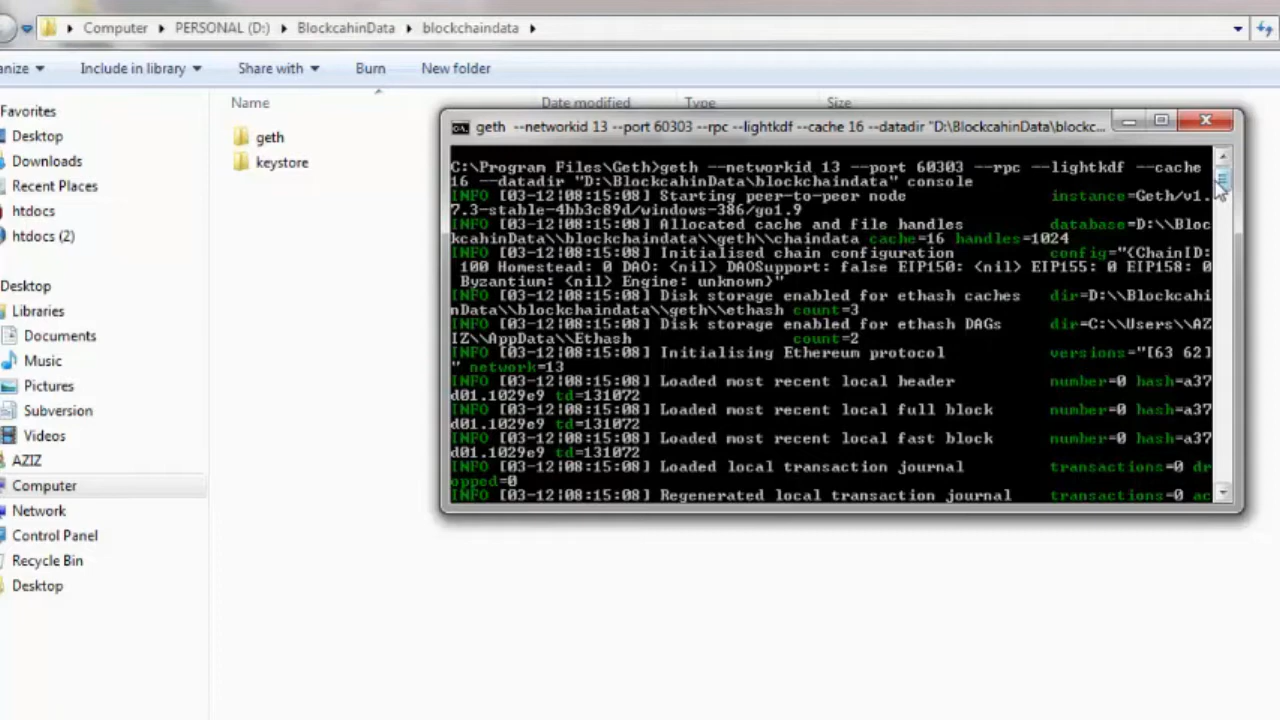 Computer PERSONAL (D:) BlockcahinData blockchaindata
anize Include in library Share with Burn New folder
Favorites
Desktop
Downloads
Recent Places
htdocs
htdocs (2)
Desktop
Libraries
Documents
Music
Pictures
Subversion
Videos
AZIZ
Computer
Network
Control Panel
Recycle Bin
Desktop
Name Date modified Type Size
geth
keystore
geth --networkid 13 --port 60303 --rpc --lightkdf --cache 16 --datadir "D:\BlockcahinData\blockc...
C:\Program Files\Geth>geth --networkid 13 --port 60303 --rpc --lightkdf --cache
16 --datadir "D:\BlockcahinData\blockchaindata" console
INFO [03-12|08:15:08] Starting peer-to-peer node instance=Geth/v1.
7.3-stable-4bb3c89d/windows-386/go1.9
INFO [03-12|08:15:08] Allocated cache and file handles database=D:\\Bloc
kcahinData\\blockchaindata\\geth\\chaindata cache=16 handles=1024
INFO [03-12|08:15:08] Initialised chain configuration config="{ChainID:
100 Homestead: 0 DAO: <nil> DAOSupport: false EIP150: <nil> EIP155: 0 EIP158: 0
Byzantium: <nil> Engine: unknown}"
INFO [03-12|08:15:08] Disk storage enabled for ethash caches dir=D:\\Blockcahi
nData\\blockchaindata\\geth\\ethash count=3
INFO [03-12|08:15:08] Disk storage enabled for ethash DAGs dir=C:\\Users\\AZ
IZ\\AppData\\Ethash count=2
INFO [03-12|08:15:08] Initialising Ethereum protocol versions="[63 62]
" network=13
INFO [03-12|08:15:08] Loaded most recent local header number=0 hash=a37
d01.1029e9 td=131072
INFO [03-12|08:15:08] Loaded most recent local full block number=0 hash=a37
d01.1029e9 td=131072
INFO [03-12|08:15:08] Loaded most recent local fast block number=0 hash=a37
d01.1029e9 td=131072
INFO [03-12|08:15:08] Loaded local transaction journal transactions=0 dr
opped=0
INFO [03-12|08:15:08] Regenerated local transaction journal transactions=0 ac